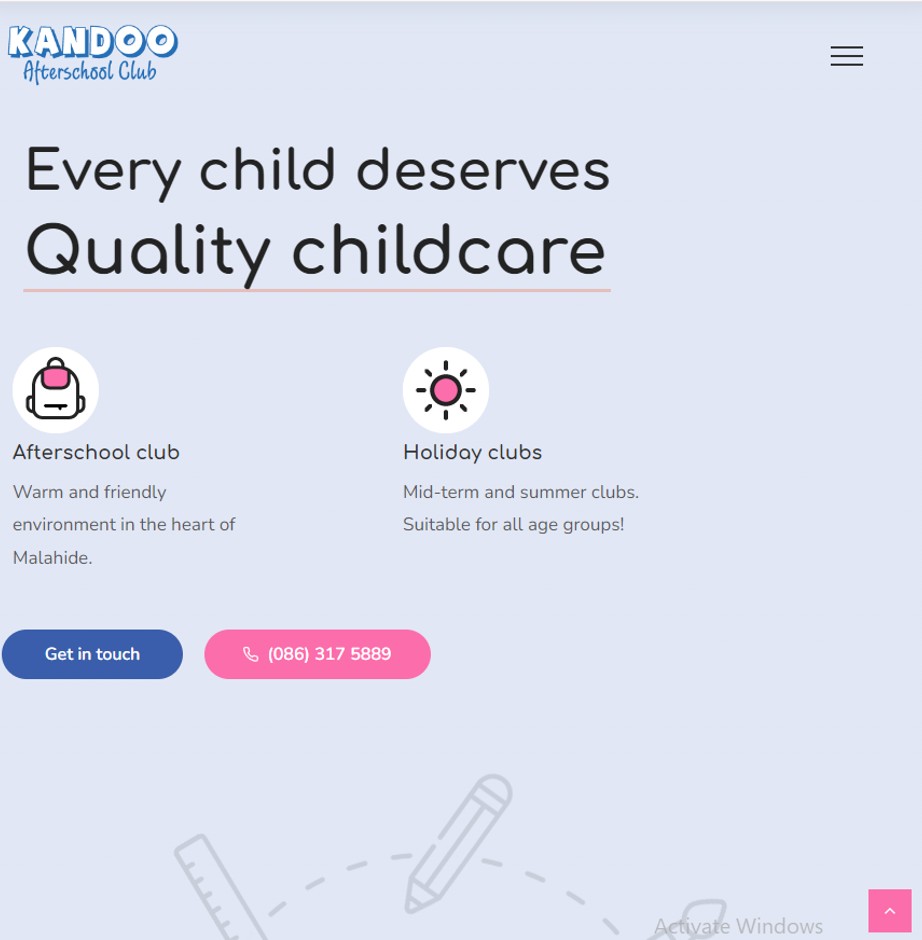 KANDOO
Afterschool Club
Every child deserves
Quality childcare
Afterschool club
Warm and friendly
environment in the heart of
Malahide.
Holiday clubs
Mid-term and summer clubs.
Suitable for all age groups!
Get in touch
(086) 317 5889
Activate Windows